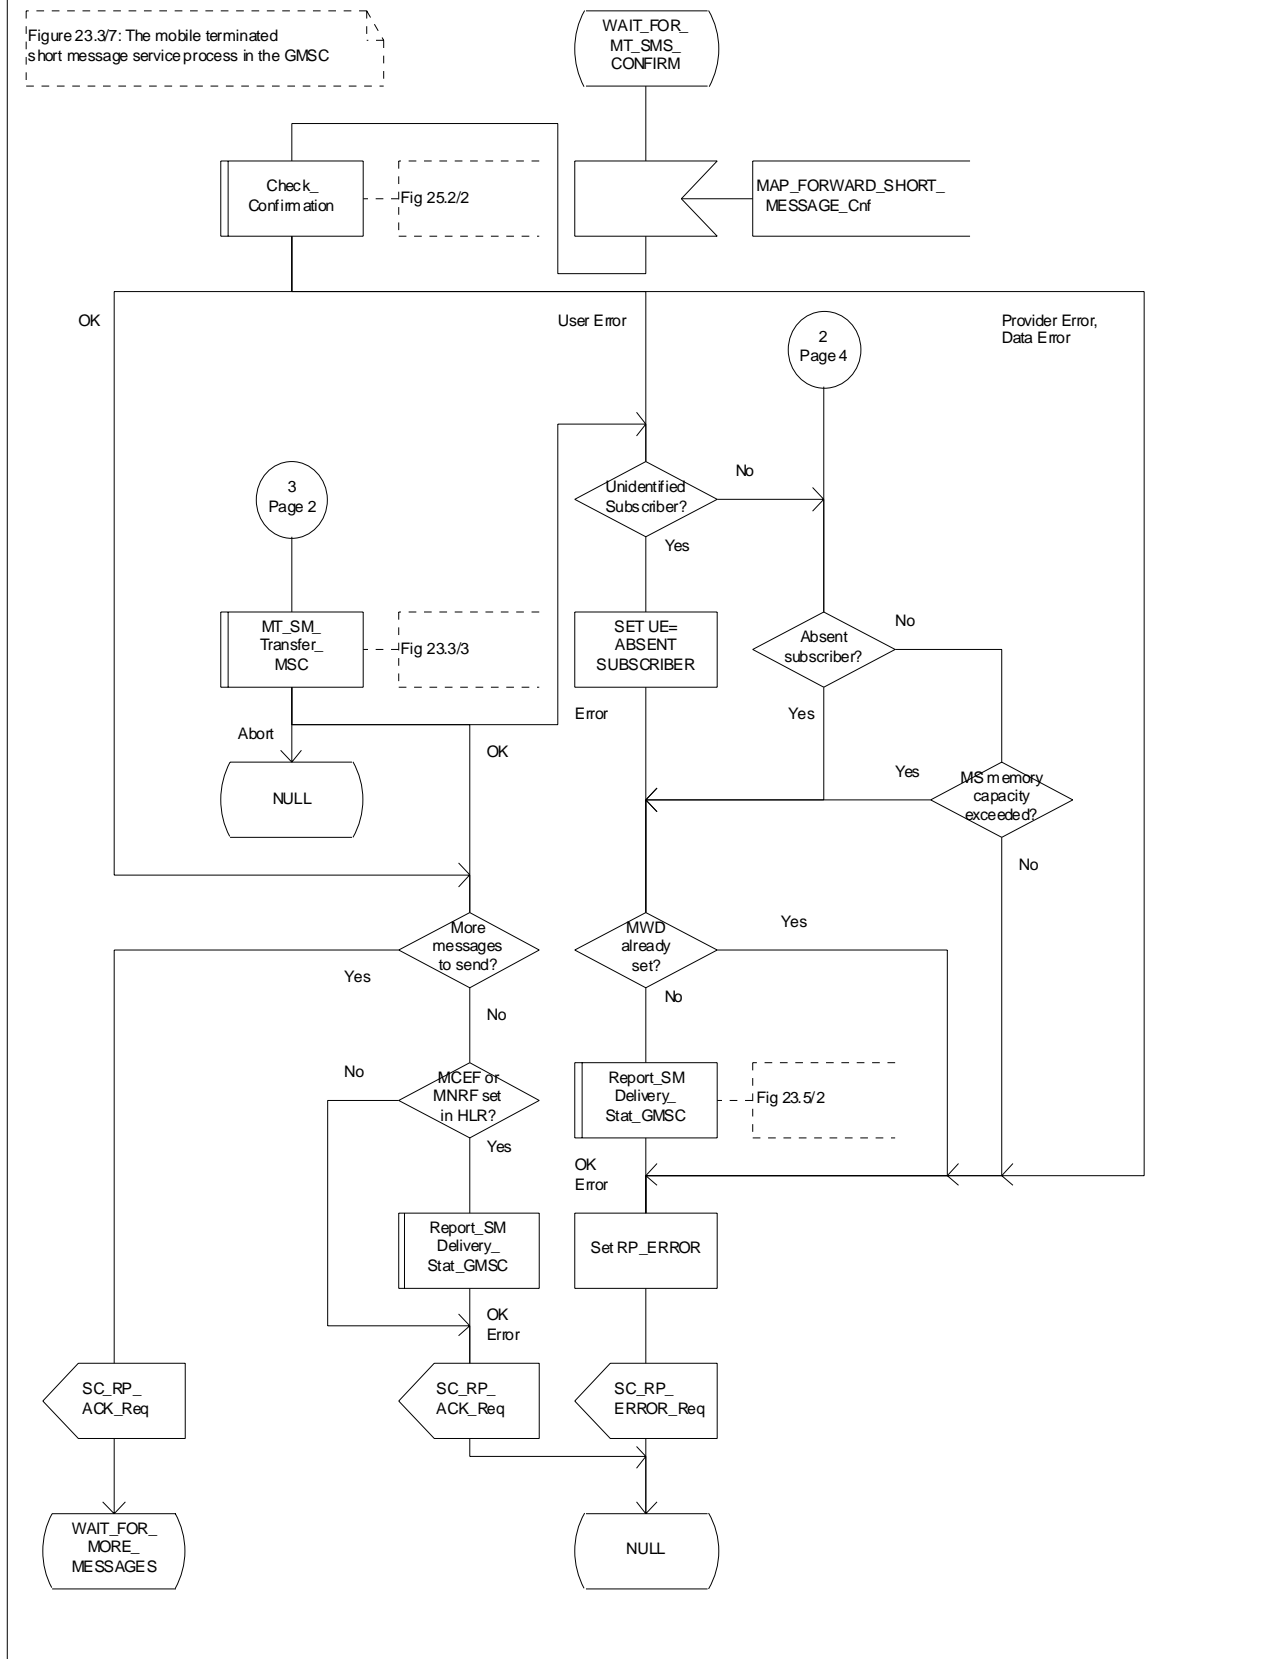 Figure 23.3/7: The mobile terminated
short message service process in the GMSC
WAIT_FOR_
MT_SMS_
CONFIRM
Check_
Confirmation
Fig 25.2/2
MAP_FORWARD_SHORT_
MESSAGE_Cnf
OK
User Error
Provider Error,
Data Error
2
Page 4
3
Page 2
Unidentified
Subscriber?
No
Yes
MT_SM_
Transfer_
MSC
Fig 23.3/3
SET UE=
ABSENT
SUBSCRIBER
Absent
subscriber?
No
Yes
Error
Abort
OK
NULL
Yes
MS memory
capacity
exceeded?
No
More
messages
to send?
Yes
No
MWD
already
set?
Yes
No
No
MCEF or
MNRF set
in HLR?
Yes
Report_SM
Delivery_
Stat_GMSC
Fig 23.5/2
OK
Error
Report_SM
Delivery_
Stat_GMSC
Set RP_ERROR
OK
Error
SC_RP_
ACK_Req
SC_RP_
ACK_Req
SC_RP_
ERROR_Req
WAIT_FOR_
MORE_
MESSAGES
NULL